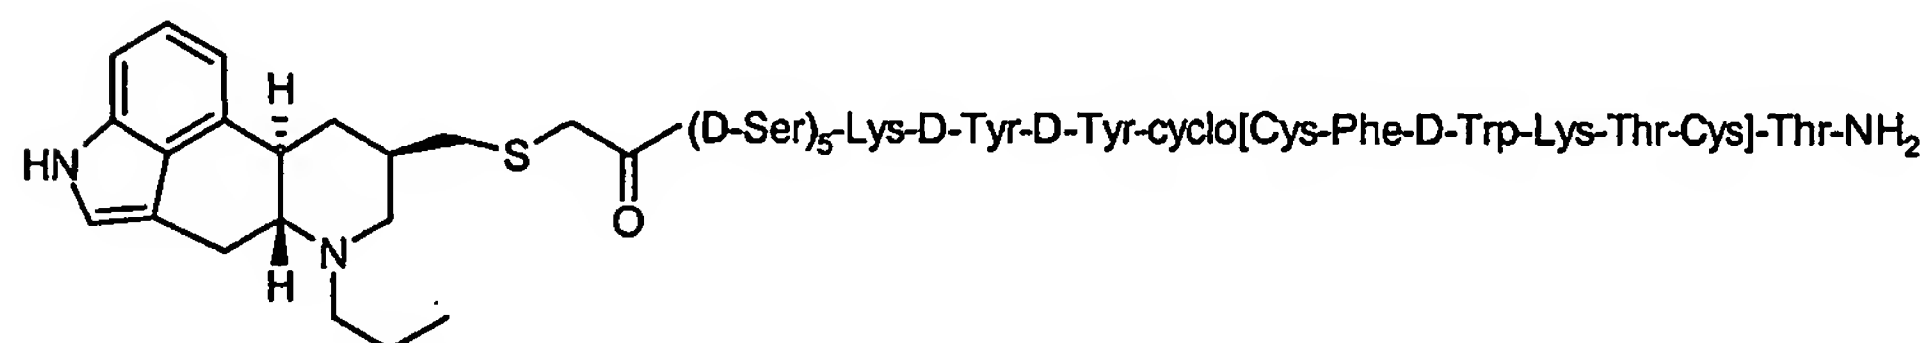 H
HN
S
(D-Ser)5-Lys-D-Tyr-D-Tyr-cyclo[Cys-Phe-D-Trp-Lys-Thr-Cys]-Thr-NH2
O
N
H